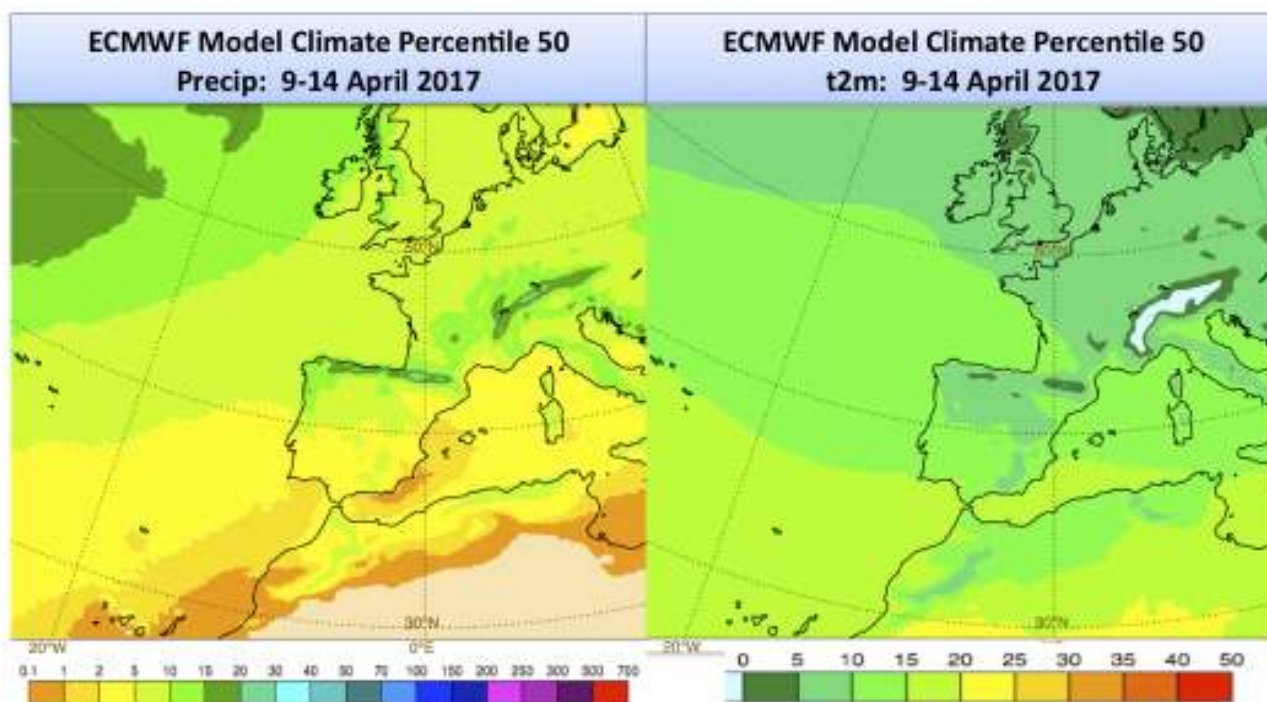 ECMWF Model Climate Percentile 50
Precip: 9-14 April 2017
ECMWF Model Climate Percentile 50
t2m: 9-14 April 2017
50°N
30°N
30°N
20°W
0°E
20°W
0.1 1 2 5 10 15 20 30 40 50 70 100 150 200 250 300 500 700
0 5 10 15 20 25 30 35 40 45 50